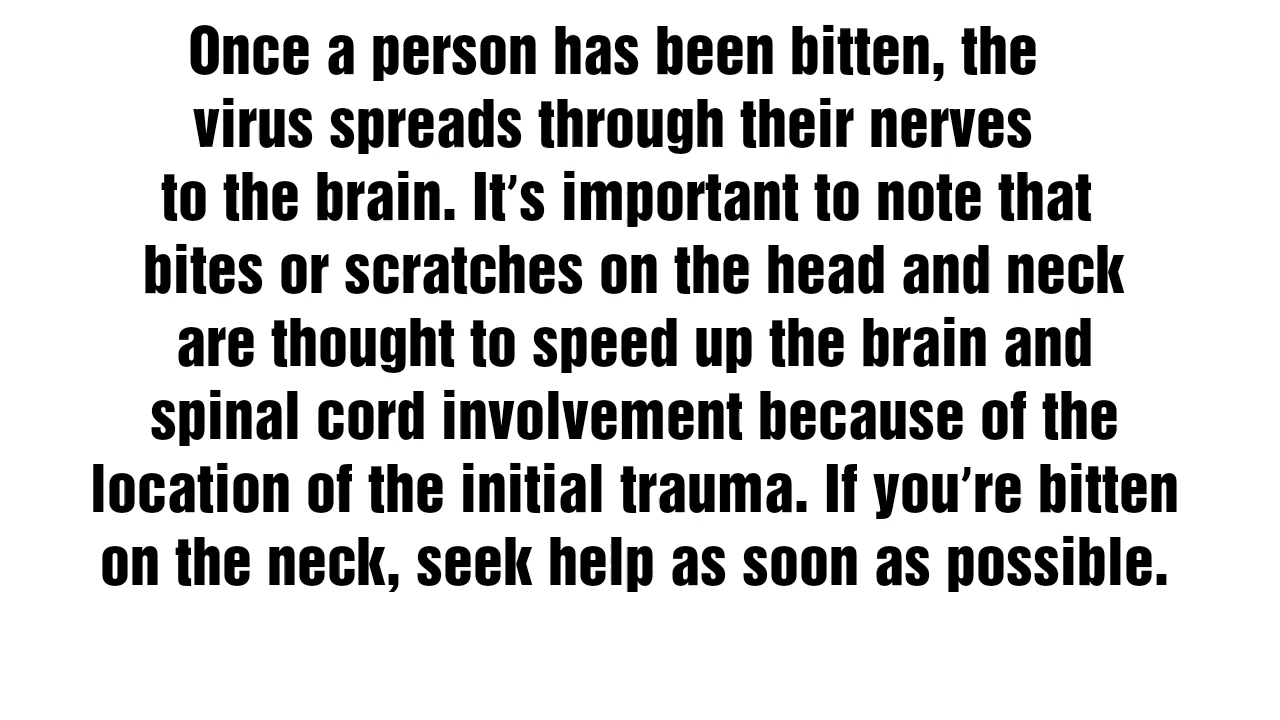 Once a person has been bitten, the
virus spreads through their nerves
to the brain. It’s important to note that
bites or scratches on the head and neck
are thought to speed up the brain and
spinal cord involvement because of the
location of the initial trauma. If you’re bitten
on the neck, seek help as soon as possible.